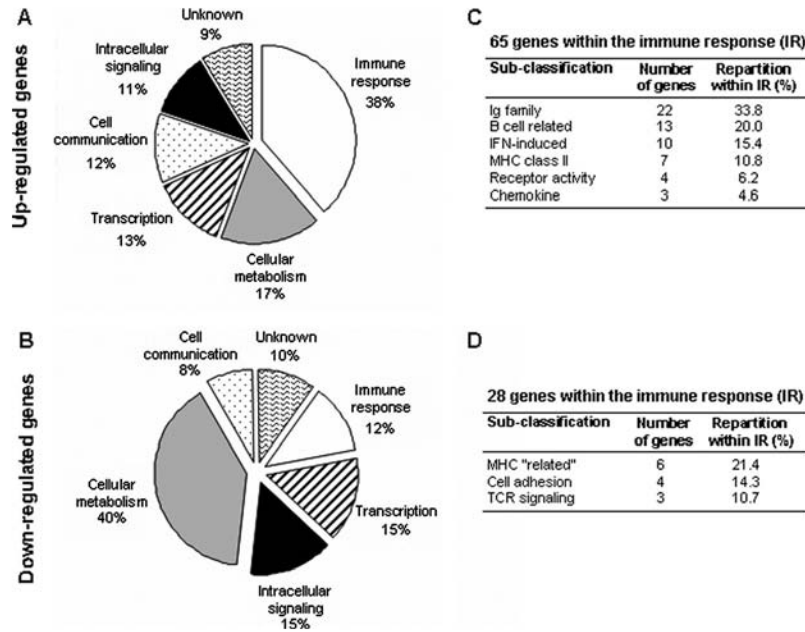 A
Up-regulated genes
Unknown
9%
Intracellular
signaling
11%
Immune
response
38%
Cell
communication
12%
Transcription
13%
Cellular
metabolism
17%
C
65 genes within the immune response (IR)
Sub-classification Number of genes Repartition within IR (%)
Ig family 22 33.8
B cell related 13 20.0
IFN-induced 10 15.4
MHC class II 7 10.8
Receptor activity 4 6.2
Chemokine 3 4.6
B
Down-regulated genes
Cell
communication
8%
Unknown
10%
Immune
response
12%
Cellular
metabolism
40%
Transcription
15%
Intracellular
signaling
15%
D
28 genes within the immune response (IR)
Sub-classification Number of genes Repartition within IR (%)
MHC "related" 6 21.4
Cell adhesion 4 14.3
TCR signaling 3 10.7